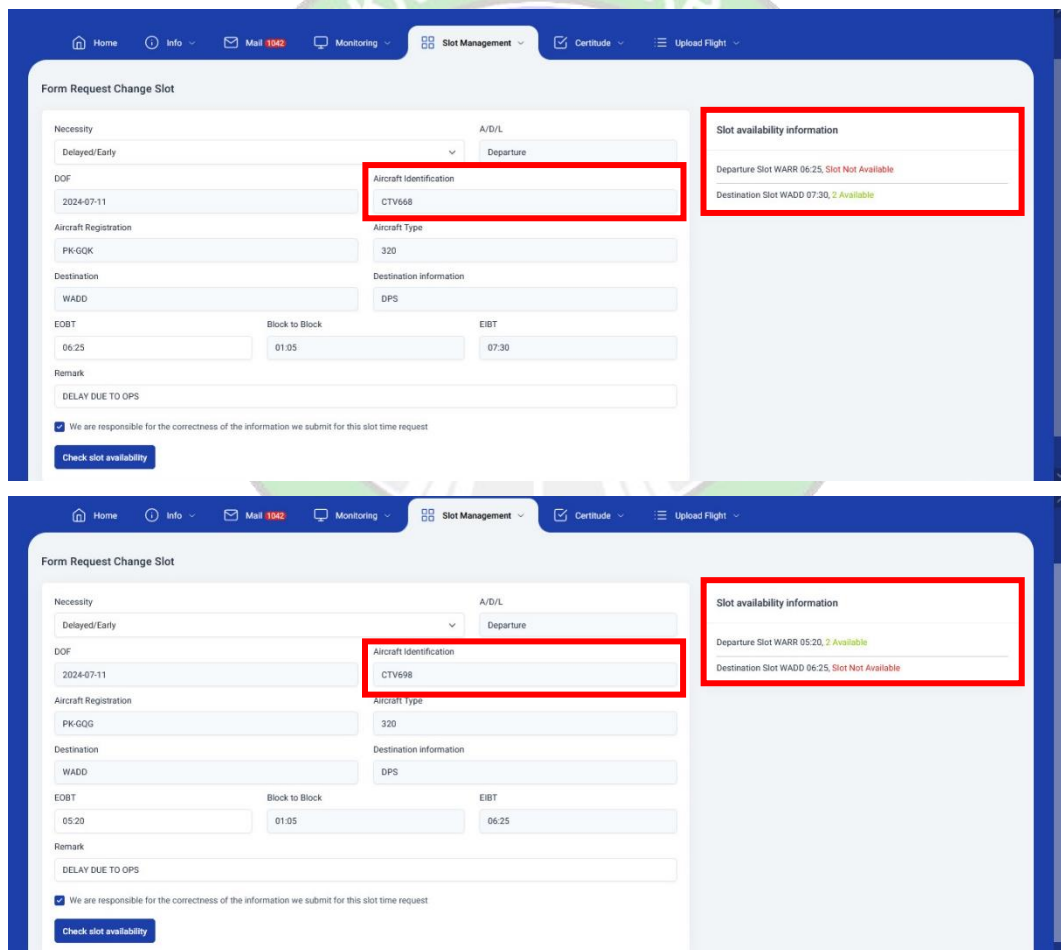 Home Info Mail 1042 Monitoring Slot Management Certitude Upload Flight
Form Request Change Slot
Necessity A/D/L
Delayed/Early Departure
DOF Aircraft Identification
2024-07-11 CTV668
Aircraft Registration Aircraft Type
PK-GQK 320
Destination Destination information
WADD DPS
EOBT Block to Block EIBT
06:25 01:05 07:30
Remark
DELAY DUE TO OPS
We are responsible for the correctness of the information we submit for this slot time request
Check slot availability
Slot availability information
Departure Slot WARR 06:25, Slot Not Available
Destination Slot WADD 07:30, 2 Available
Home Info Mail 1042 Monitoring Slot Management Certitude Upload Flight
Form Request Change Slot
Necessity A/D/L
Delayed/Early Departure
DOF Aircraft Identification
2024-07-11 CTV698
Aircraft Registration Aircraft Type
PK-GQG 320
Destination Destination information
WADD DPS
EOBT Block to Block EIBT
05:20 01:05 06:25
Remark
DELAY DUE TO OPS
We are responsible for the correctness of the information we submit for this slot time request
Check slot availability
Slot availability information
Departure Slot WARR 05:20, 2 Available
Destination Slot WADD 06:25, Slot Not Available